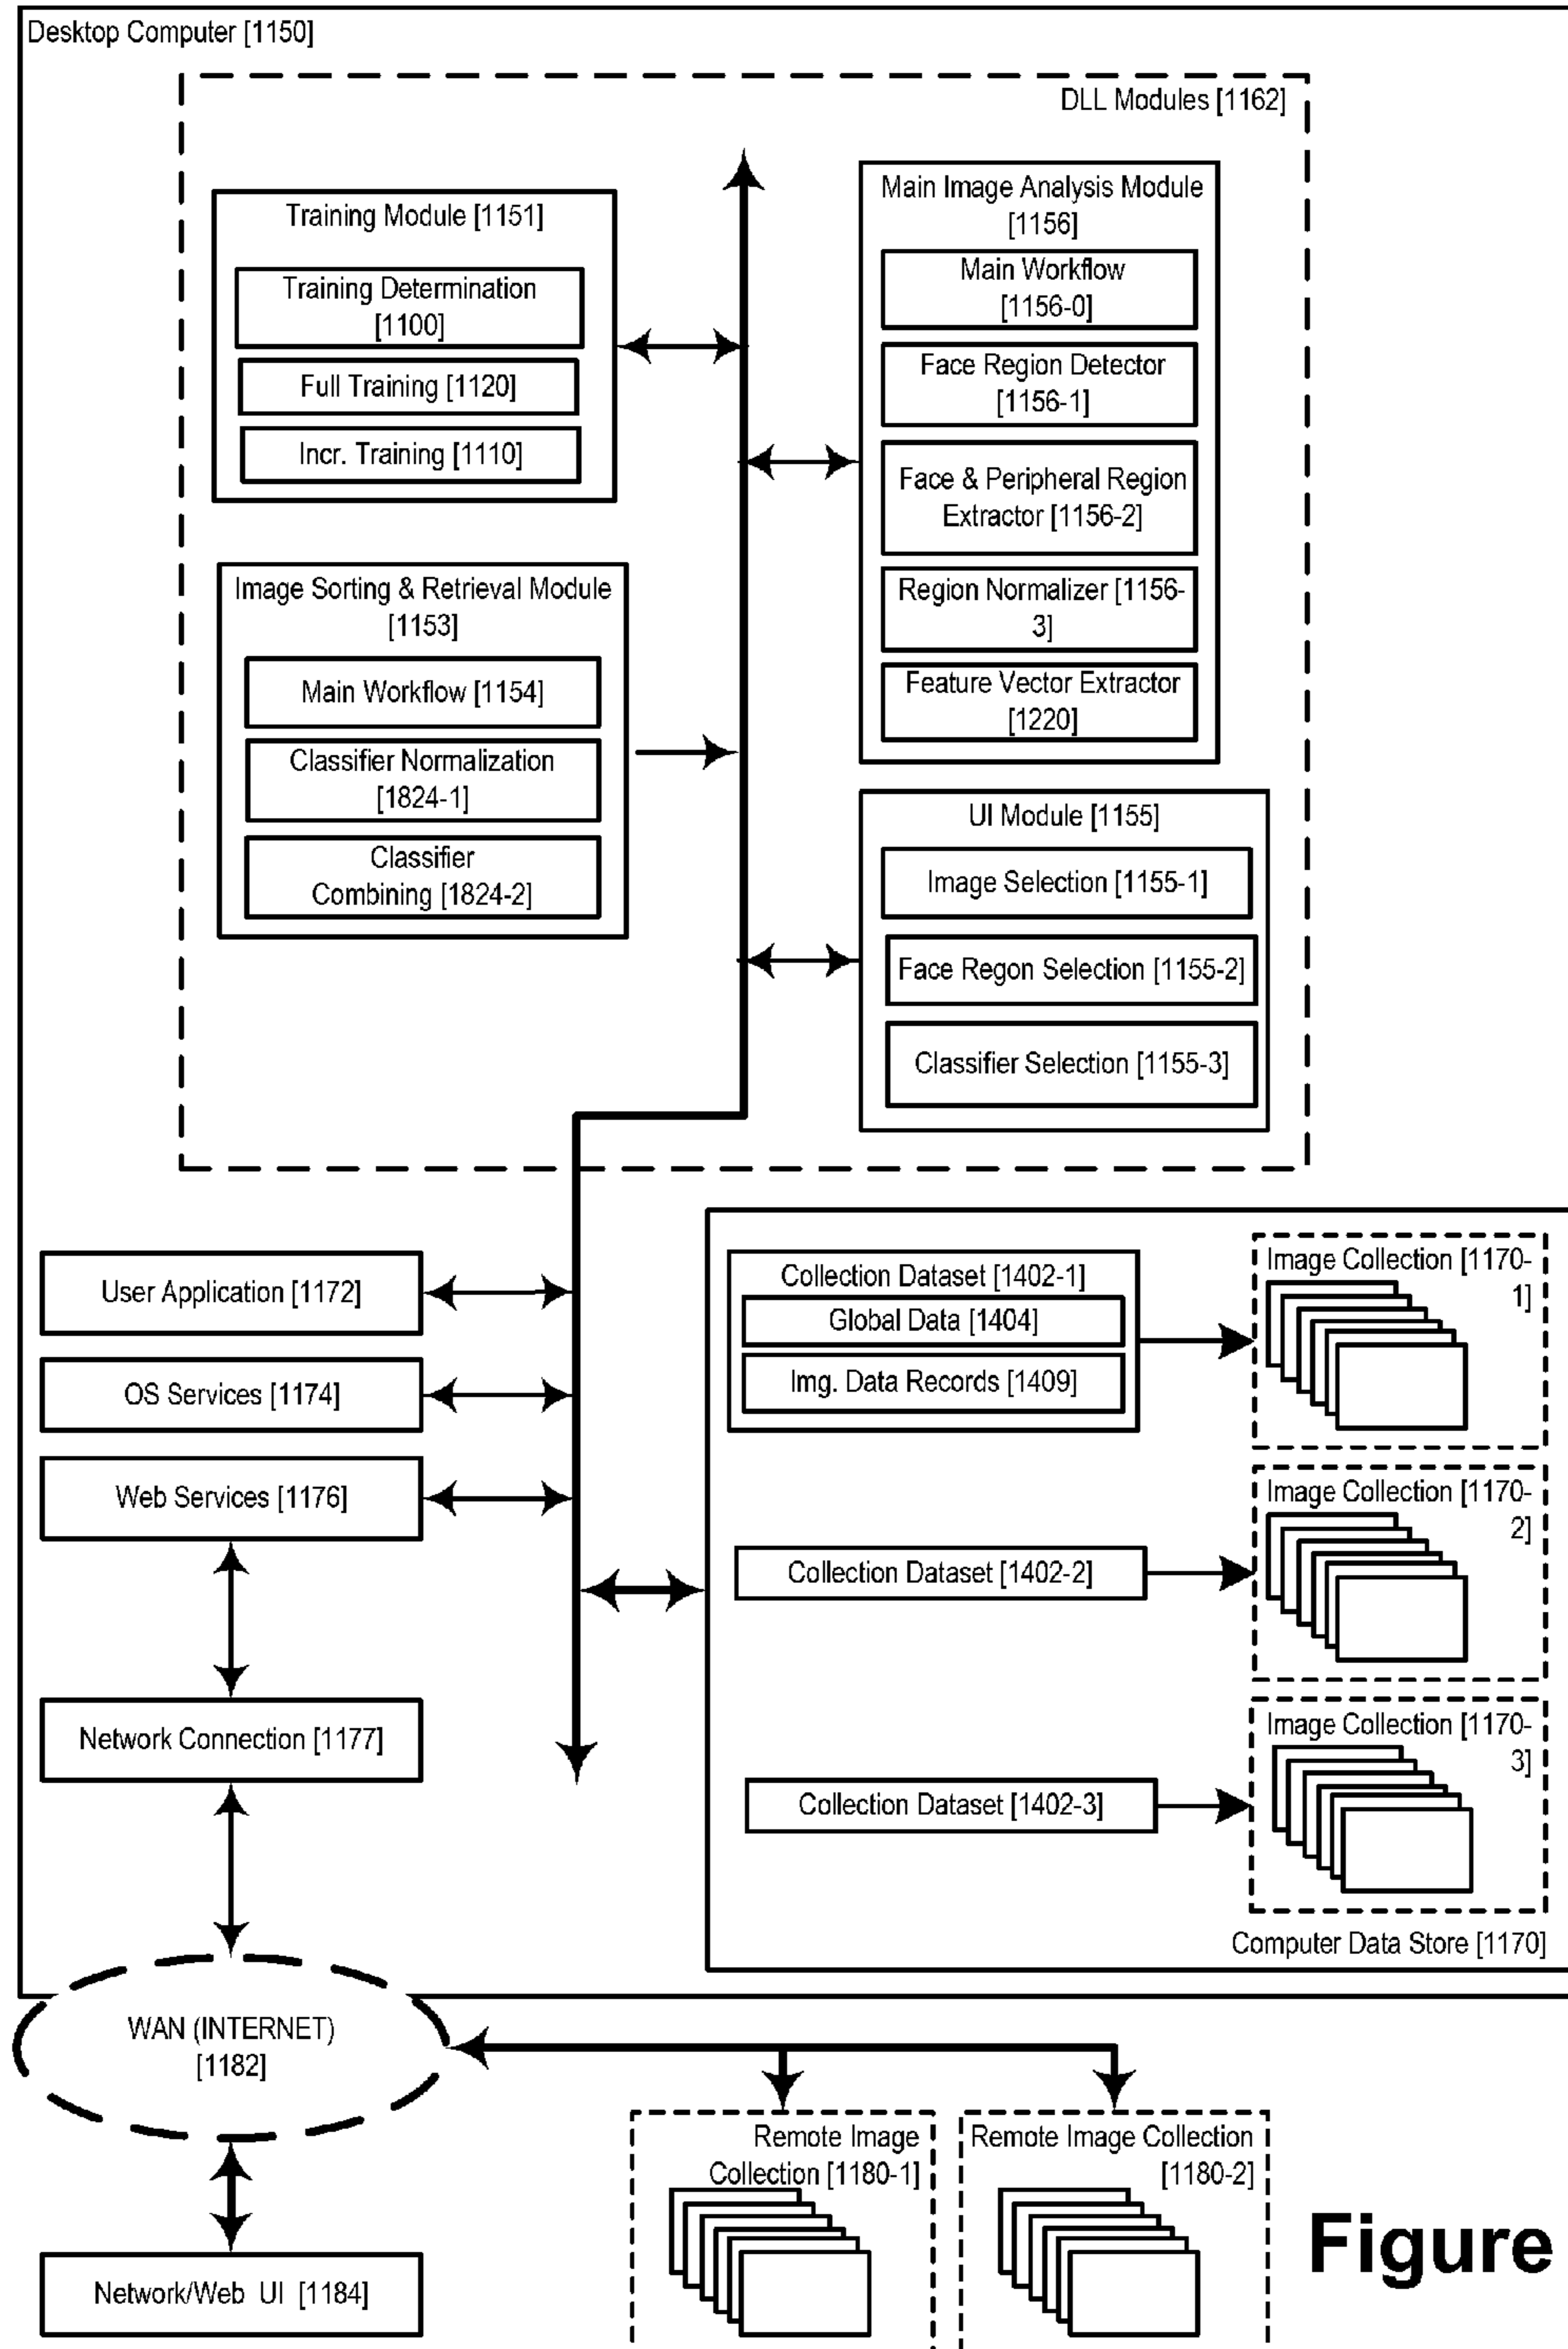 Desktop Computer [1150]
DLL Modules [1162]
Training Module [1151]
Training Determination
[1100]
Full Training [1120]
Incr. Training [1110]
Image Sorting & Retrieval Module
[1153]
Main Workflow [1154]
Classifier Normalization
[1824-1]
Classifier
Combining [1824-2]
Main Image Analysis Module
[1156]
Main Workflow
[1156-0]
Face Region Detector
[1156-1]
Face & Peripheral Region
Extractor [1156-2]
Region Normalizer [1156-
3]
Feature Vector Extractor
[1220]
UI Module [1155]
Image Selection [1155-1]
Face Regon Selection [1155-2]
Classifier Selection [1155-3]
User Application [1172]
OS Services [1174]
Web Services [1176]
Network Connection [1177]
Collection Dataset [1402-1]
Global Data [1404]
Img. Data Records [1409]
Collection Dataset [1402-2]
Collection Dataset [1402-3]
Image Collection [1170-
1]
Image Collection [1170-
2]
Image Collection [1170-
3]
Computer Data Store [1170]
WAN (INTERNET)
[1182]
Remote Image
Collection [1180-1]
Remote Image Collection
[1180-2]
Network/Web UI [1184]
Figure